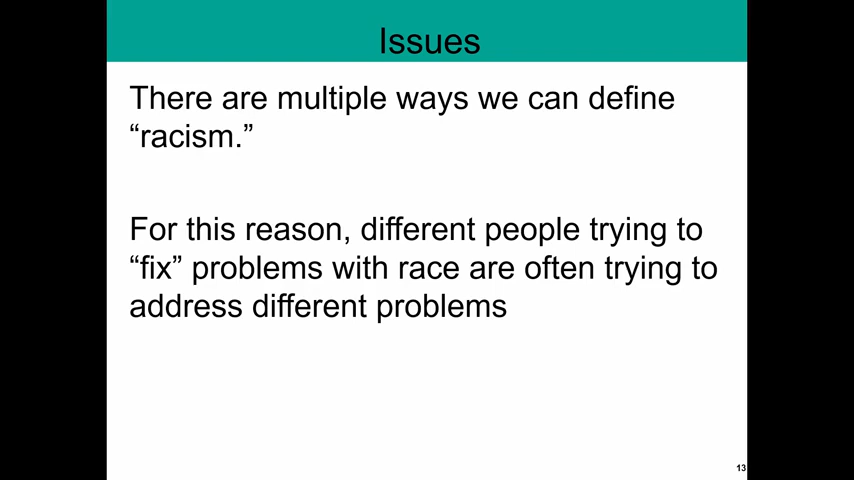 Issues
There are multiple ways we can define
“racism.”
For this reason, different people trying to
“fix” problems with race are often trying to
address different problems
13